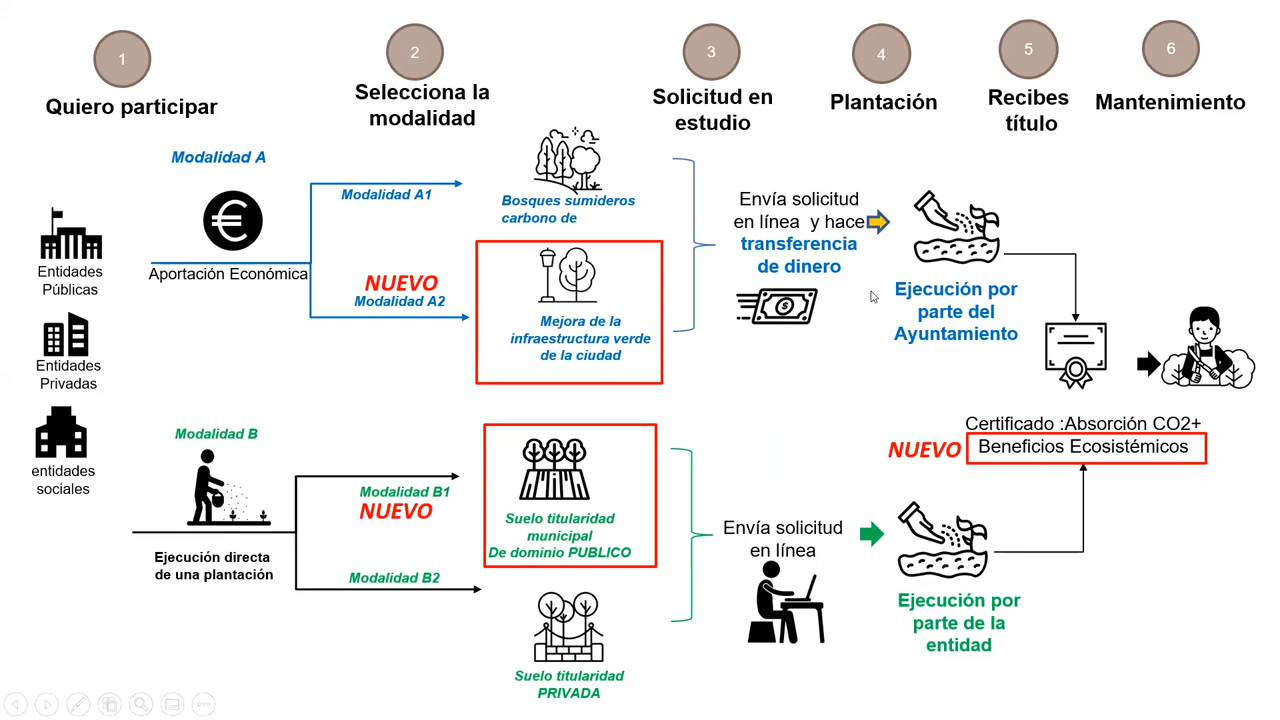 1
Quiero participar
2
Selecciona la
modalidad
3
Solicitud en
estudio
4
Plantación
5
Recibes
título
6
Mantenimiento
Entidades
Públicas
Entidades
Privadas
entidades
sociales
Modalidad A
€
Aportación Económica
Modalidad A1
Bosques sumideros
carbono de
NUEVO
Modalidad A2
Mejora de la
infraestructura verde
de la ciudad
Envía solicitud
en línea y hace
transferencia
de dinero
$
Ejecución por
parte del
Ayuntamiento
Modalidad B
Ejecución directa
de una plantación
Modalidad B1
NUEVO
Suelo titularidad
municipal
De dominio PUBLICO
Modalidad B2
Suelo titularidad
PRIVADA
Envía solicitud
en línea
Ejecución por
parte de la
entidad
Certificado :Absorción CO2+
NUEVO Beneficios Ecosistémicos